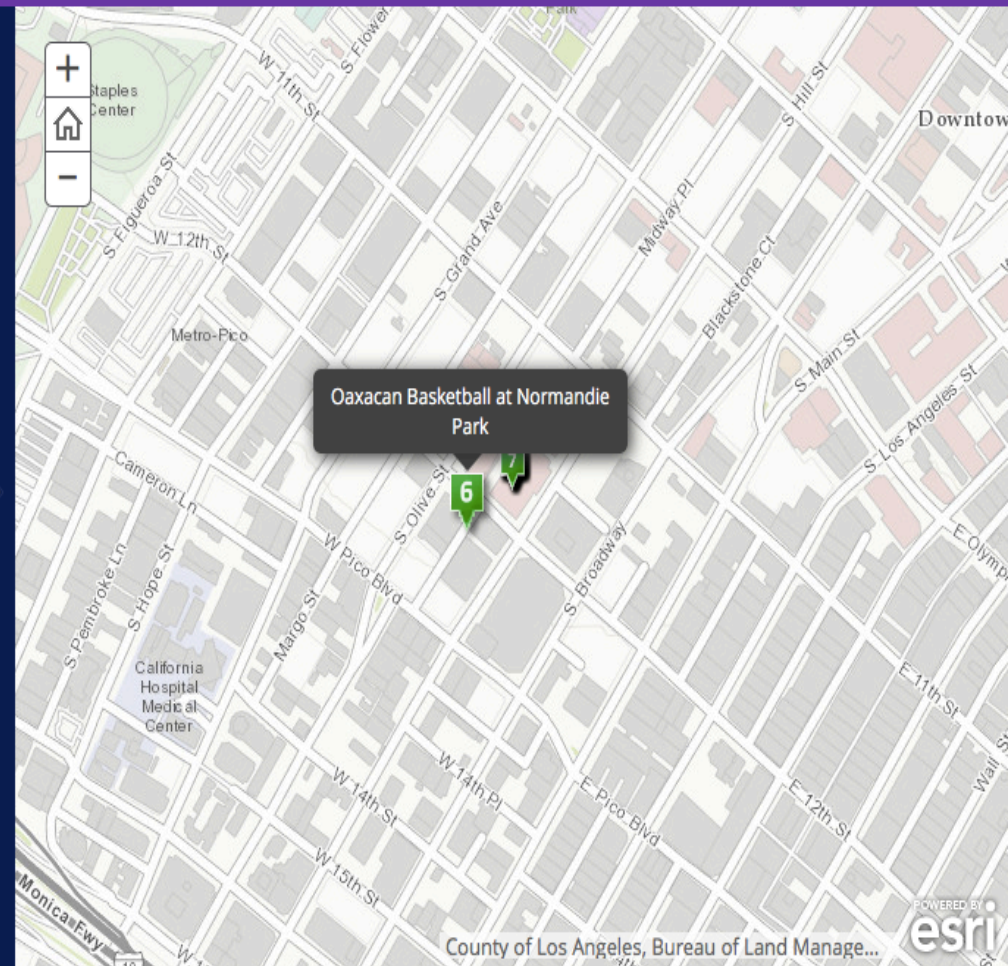 +
−
Staples
Center
S Flower
Park
W 11th St
S Hill St
Downtow
S Figueroa St
W 12th St
S Grand Ave
Midway Pl
Blackstone Ct
Metro-Pico
S Main St
S Los Angeles St
Oaxacan Basketball at Normandie
Park
7
6
Cameron Ln
S Olive St
W Pico Blvd
S Broadway
E Olymp
S Pembroke Ln
S Hope St
Margo St
California
Hospital
Medical
Center
E 11th St
Wall St
W 14th St
W 14th Pl
E Pico Blvd
E 12th St
W 15th St
Monica Fwy
10
POWERED BY
esri
County of Los Angeles, Bureau of Land Manage...